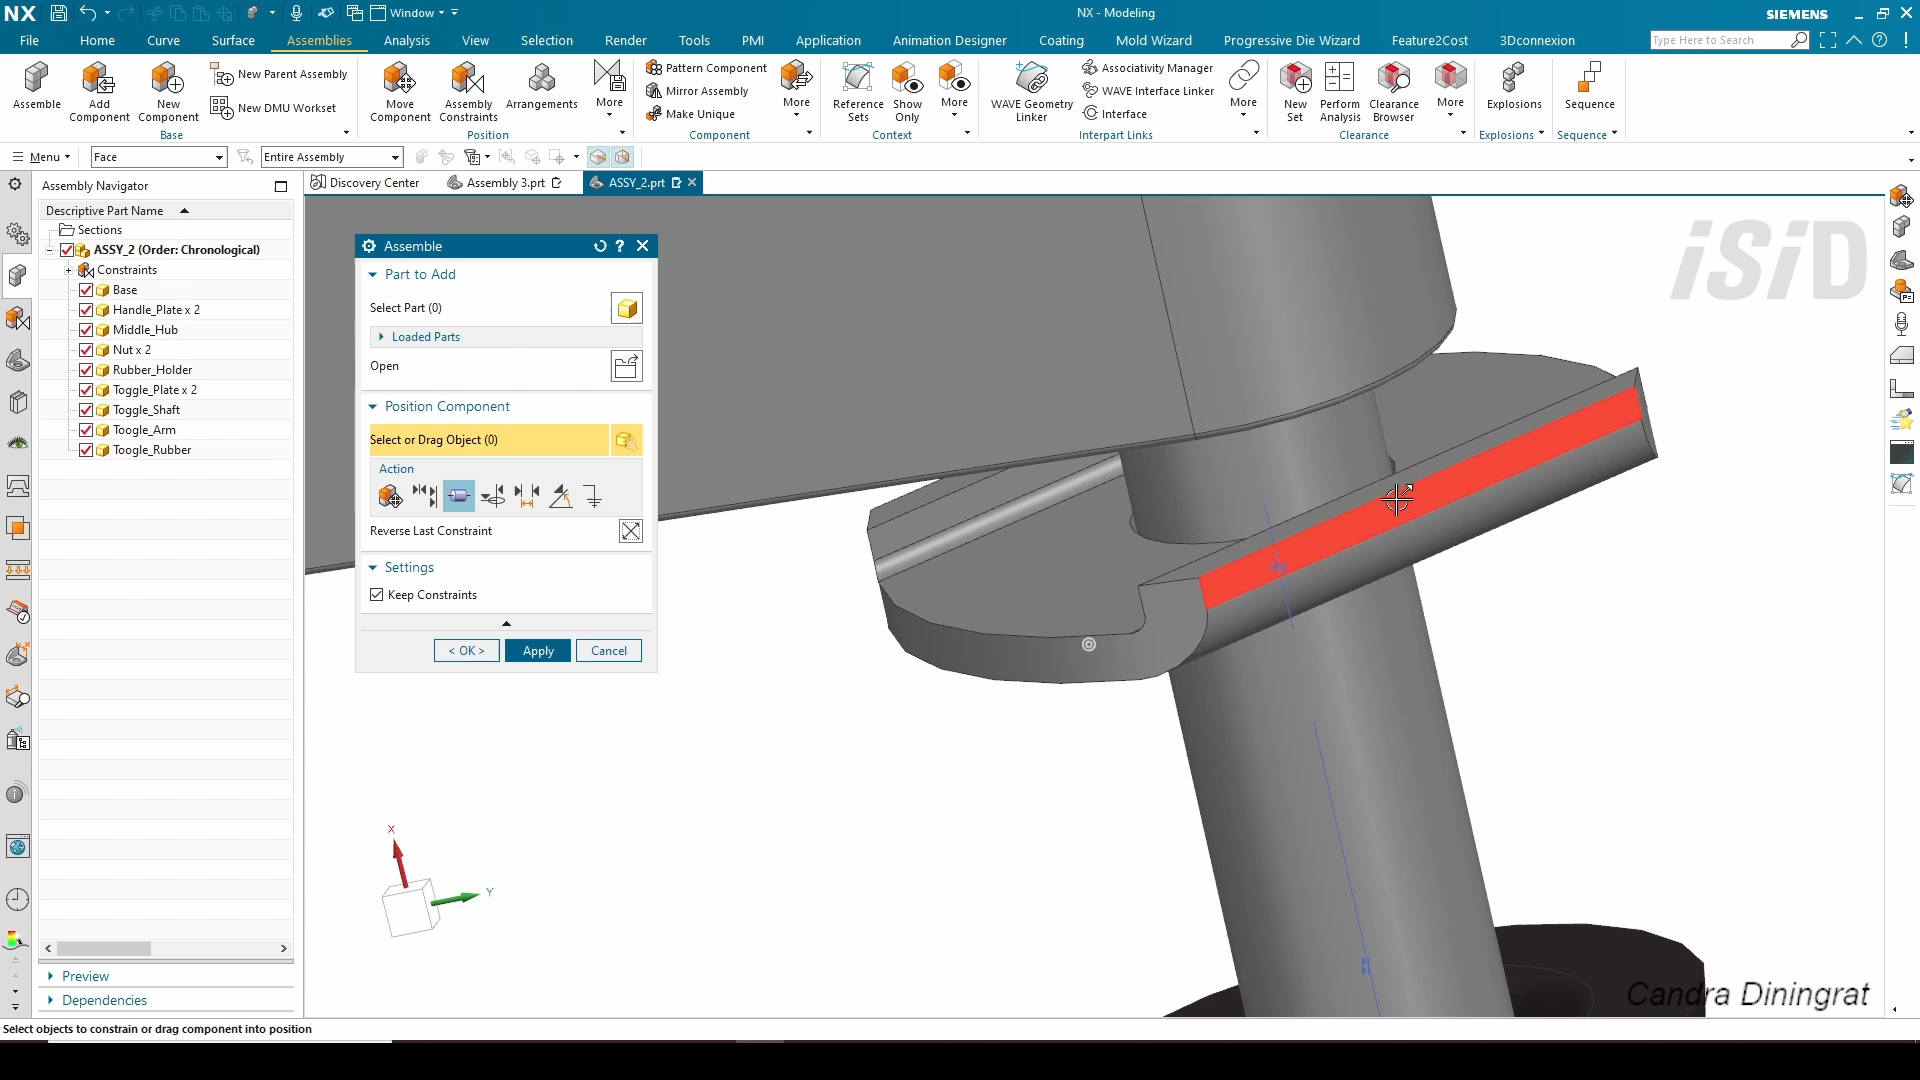 NX
Window
NX - Modeling
SIEMENS
File
Home
Curve
Surface
Assemblies
Analysis
View
Selection
Render
Tools
PMI
Application
Animation Designer
Coating
Mold Wizard
Progressive Die Wizard
Feature2Cost
3Dconnexion
Type Here to Search
Assemble
Add Component
New Component
New Parent Assembly
New DMU Workset
Base
Move Component
Assembly Constraints
Arrangements
More
Position
Pattern Component
Mirror Assembly
Make Unique
More
Component
Reference Sets
Show Only
More
Context
WAVE Geometry Linker
Associativity Manager
WAVE Interface Linker
Interface
More
Interpart Links
New Set
Perform Analysis
Clearance Browser
More
Clearance
Explosions
Explosions
Sequence
Sequence
Menu
Face
Entire Assembly
Assembly Navigator
Discovery Center
Assembly 3.prt
ASSY_2.prt
Descriptive Part Name
Sections
ASSY_2 (Order: Chronological)
Constraints
Base
Handle_Plate x 2
Middle_Hub
Nut x 2
Rubber_Holder
Toggle_Plate x 2
Toggle_Shaft
Toogle_Arm
Toogle_Rubber
Preview
Dependencies
Assemble
Part to Add
Select Part (0)
Loaded Parts
Open
Position Component
Select or Drag Object (0)
Action
Reverse Last Constraint
Settings
Keep Constraints
< OK >
Apply
Cancel
iSiD
X
Y
Candra Diningrat
Select objects to constrain or drag component into position